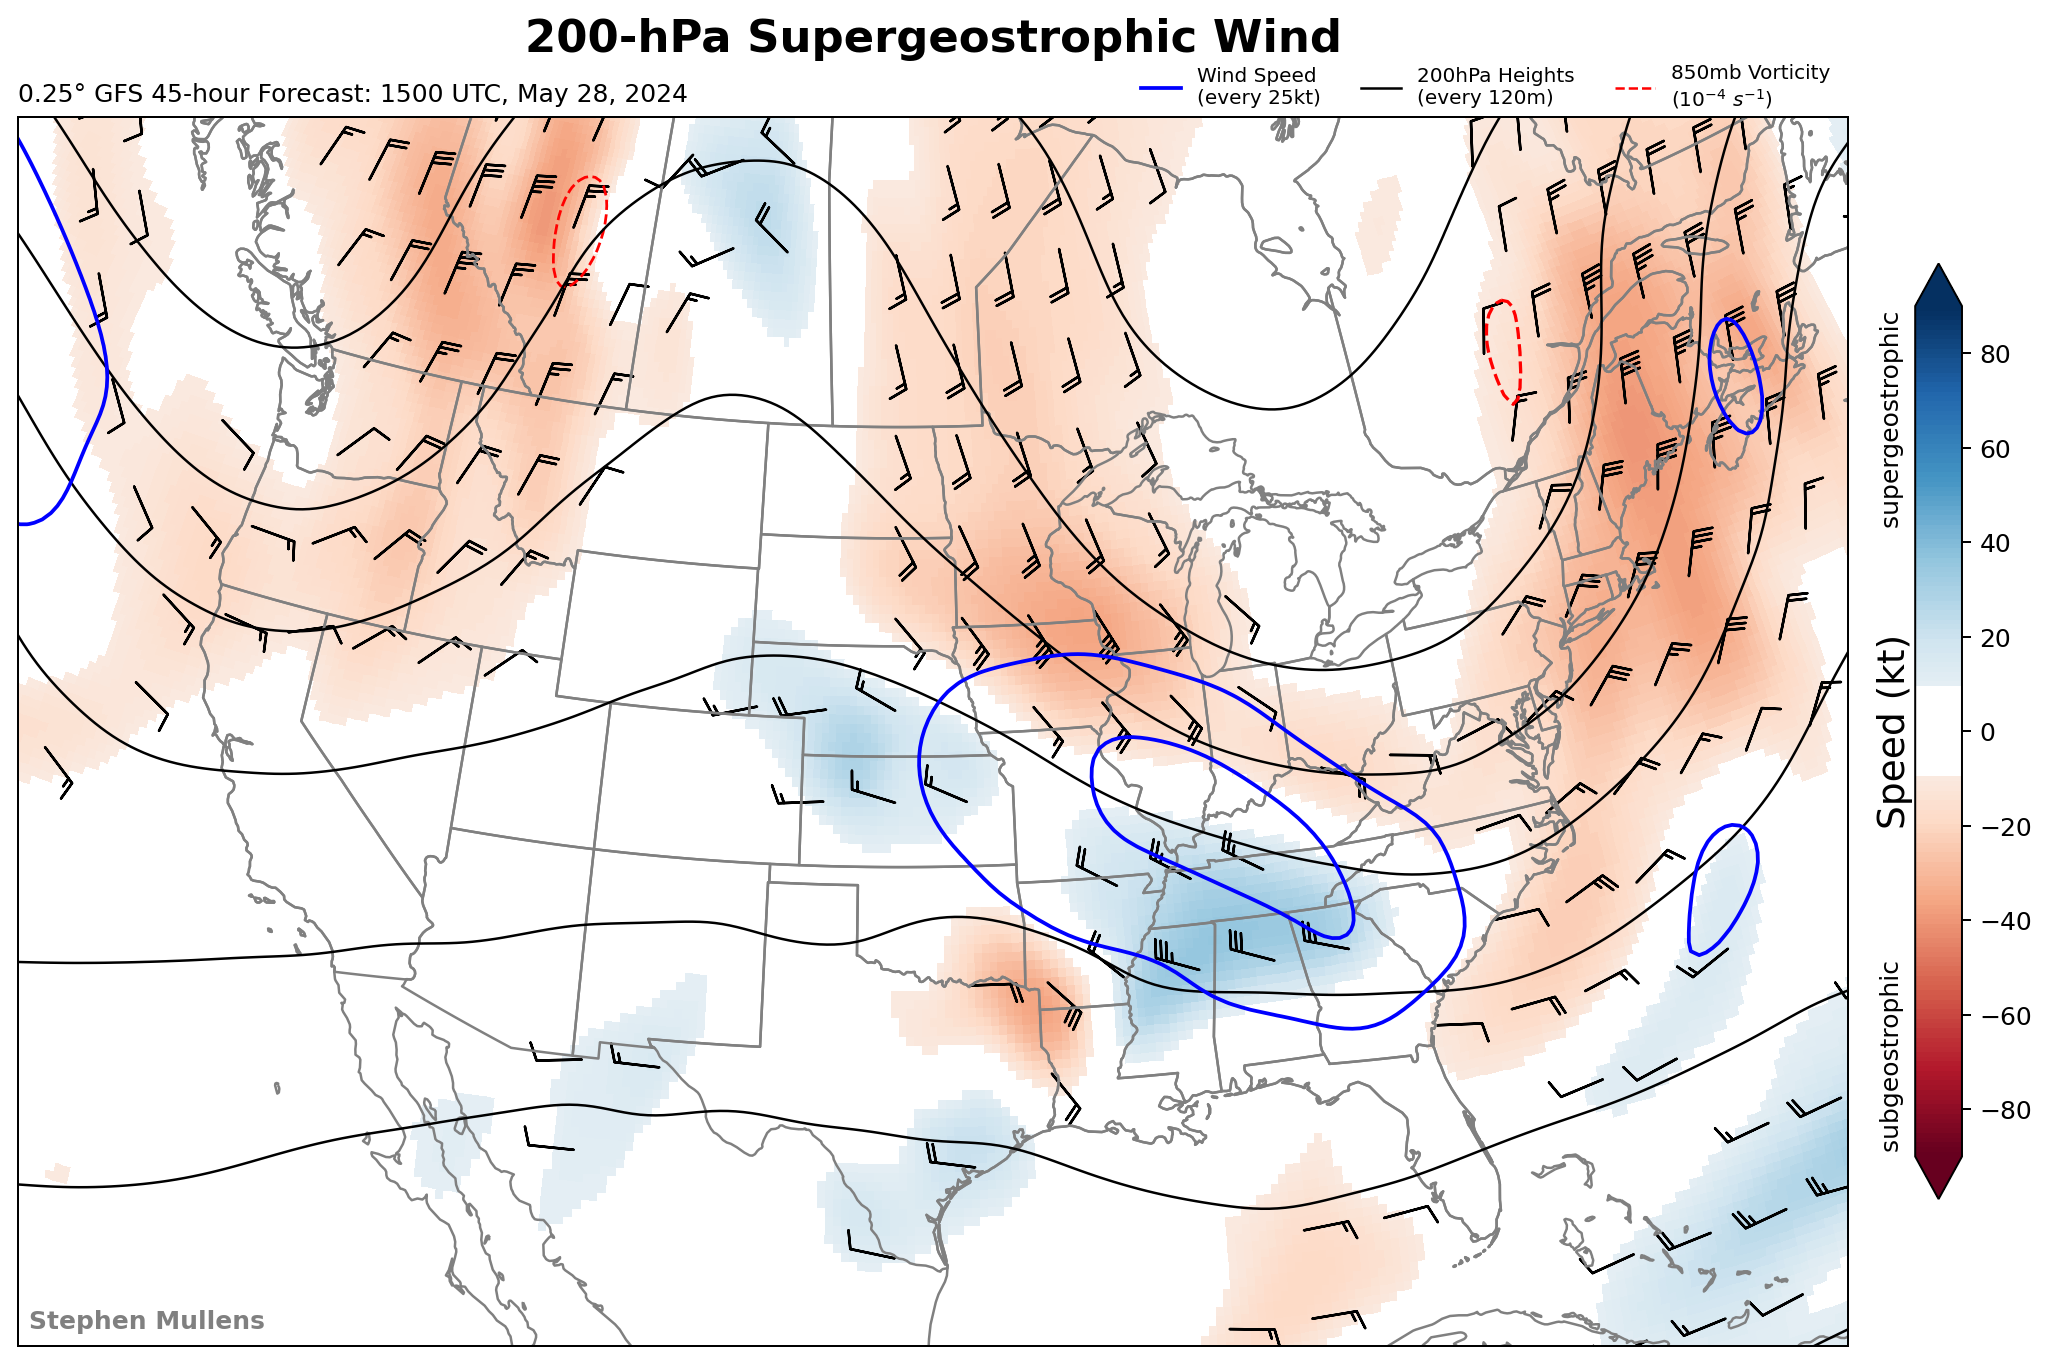 200-hPa Supergeostrophic Wind
0.25° GFS 45-hour Forecast: 1500 UTC, May 28, 2024
Wind Speed
(every 25kt)
200hPa Heights
(every 120m)
850mb Vorticity
(10⁻⁴ s⁻¹)
supergeostrophic
Speed (kt)
subgeostrophic
80
60
40
20
0
−20
−40
−60
−80
Stephen Mullens